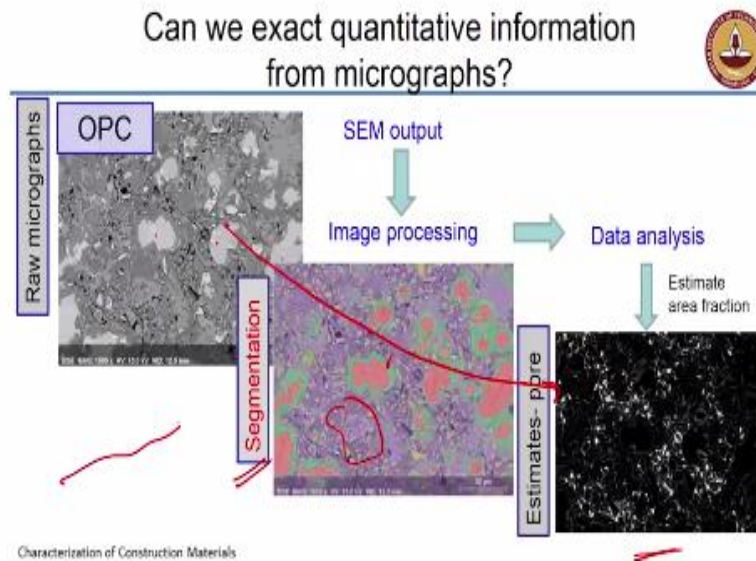 Can we exact quantitative information
from micrographs?
Raw micrographs
OPC
SEM output
Image processing
Data analysis
Estimate
area fraction
Segmentation
Estimates- pore
Characterization of Construction Materials